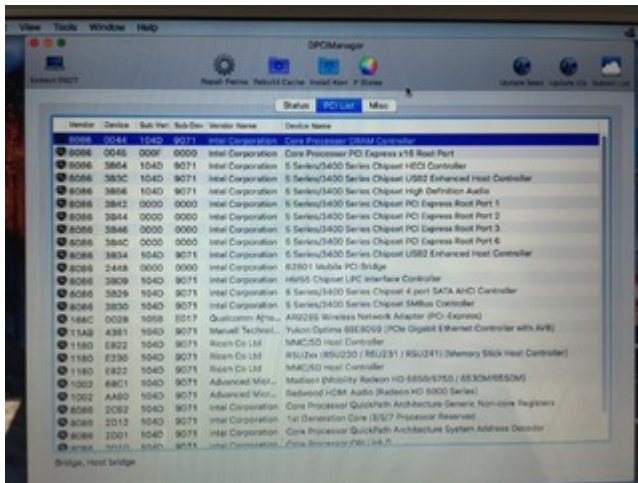 View Tools Window Help
DPCIManager
Extract DSDT Repair Perms Rebuild Cache Install Kext P States Update Seed Submit List
Status PCI List Misc
Vendor Device Sub Ven Sub Dev Vendor Name Device Name
8086 0044 104D 9071 Intel Corporation Core Processor DRAM Controller
8086 0045 0000 Intel Corporation Core Processor PCI Express x16 Root Port
8086 3B64 104D 9071 Intel Corporation 5 Series/3400 Series Chipset HECI Controller
8086 3B3C 104D 9071 Intel Corporation 5 Series/3400 Series Chipset USB2 Enhanced Host Controller
8086 3B56 104D 9071 Intel Corporation 5 Series/3400 Series Chipset High Definition Audio
8086 3B42 0000 0000 Intel Corporation 5 Series/3400 Series Chipset PCI Express Root Port 1
8086 3B44 0000 0000 Intel Corporation 5 Series/3400 Series Chipset PCI Express Root Port 2
8086 3B46 0000 0000 Intel Corporation 5 Series/3400 Series Chipset PCI Express Root Port 3
8086 3B4C 0000 0000 Intel Corporation 5 Series/3400 Series Chipset PCI Express Root Port 6
8086 3B34 104D 9071 Intel Corporation 5 Series/3400 Series Chipset USB2 Enhanced Host Controller
8086 2448 0000 0000 Intel Corporation 82801 Mobile PCI Bridge
8086 3B09 104D 9071 Intel Corporation HM55 Chipset LPC Interface Controller
8086 3B29 104D 9071 Intel Corporation 5 Series/3400 Series Chipset 4 port SATA AHCI Controller
8086 3B30 104D 9071 Intel Corporation 5 Series/3400 Series Chipset SMBus Controller
168C 002B 105B E017 Qualcomm Athe... AR9285 Wireless Network Adapter (PCI-Express)
11AB 4381 104D 9071 Marvell Technol... Yukon Optima 88E8059 [PCIe Gigabit Ethernet Controller with AVB]
1180 E822 104D 9071 Ricoh Co Ltd MMC/SD Host Controller
1180 E230 104D 9071 Ricoh Co Ltd R5U2xx (R5U230 / R5U231 / R5U241) [Memory Stick Host Controller]
1180 E822 104D 9071 Ricoh Co Ltd MMC/SD Host Controller
1002 68C1 104D 9071 Advanced Micr... Madison [Mobility Radeon HD 5650/5750 / 6530M/6550M]
1002 AA60 104D 9071 Advanced Micr... Redwood HDMI Audio [Radeon HD 5000 Series]
8086 2C62 104D 9071 Intel Corporation Core Processor QuickPath Architecture Generic Non-core Registers
8086 2D12 104D 9071 Intel Corporation 1st Generation Core i3/5/7 Processor Reserved
8086 2D01 104D 9071 Intel Corporation Core Processor QuickPath Architecture System Address Decoder
8086 2D10 104D 9071 Intel Corporation Core Processor QPI Link 0
Bridge, Host bridge